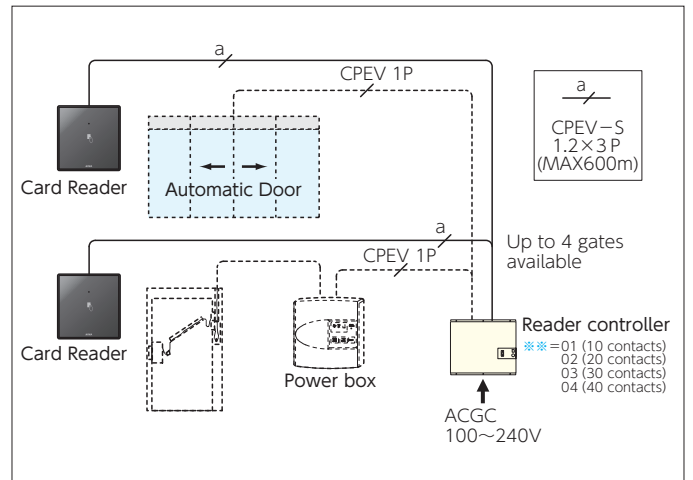 a
CPEV 1P
a
CPEV−S
1.2×3P
(MAX600m)
Card Reader
Automatic Door
a
CPEV 1P
Up to 4 gates
available
Card Reader
Power box
Reader controller
※※=01 (10 contacts)
02 (20 contacts)
03 (30 contacts)
04 (40 contacts)
ACGC
100～240V